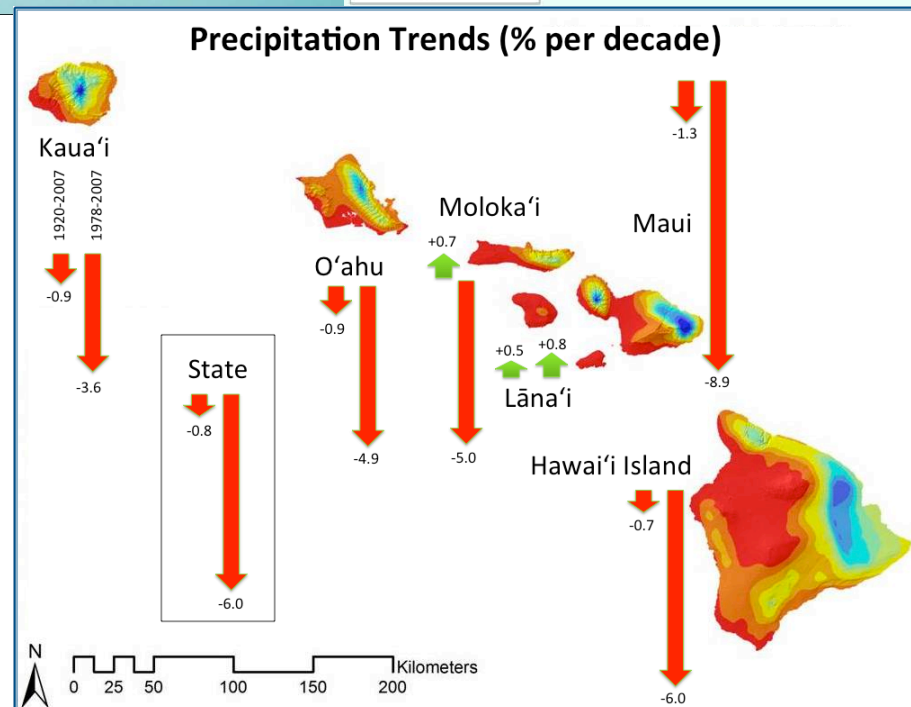 Precipitation Trends (% per decade)
Kauaʻi
1920-2007
1978-2007
-0.9
-3.6
State
-0.8
-6.0
Oʻahu
-0.9
-4.9
Molokaʻi
+0.7
-5.0
+0.5
+0.8
Lānaʻi
Maui
-1.3
-8.9
Hawaiʻi Island
-0.7
-6.0
N
Kilometers
0 25 50 100 150 200